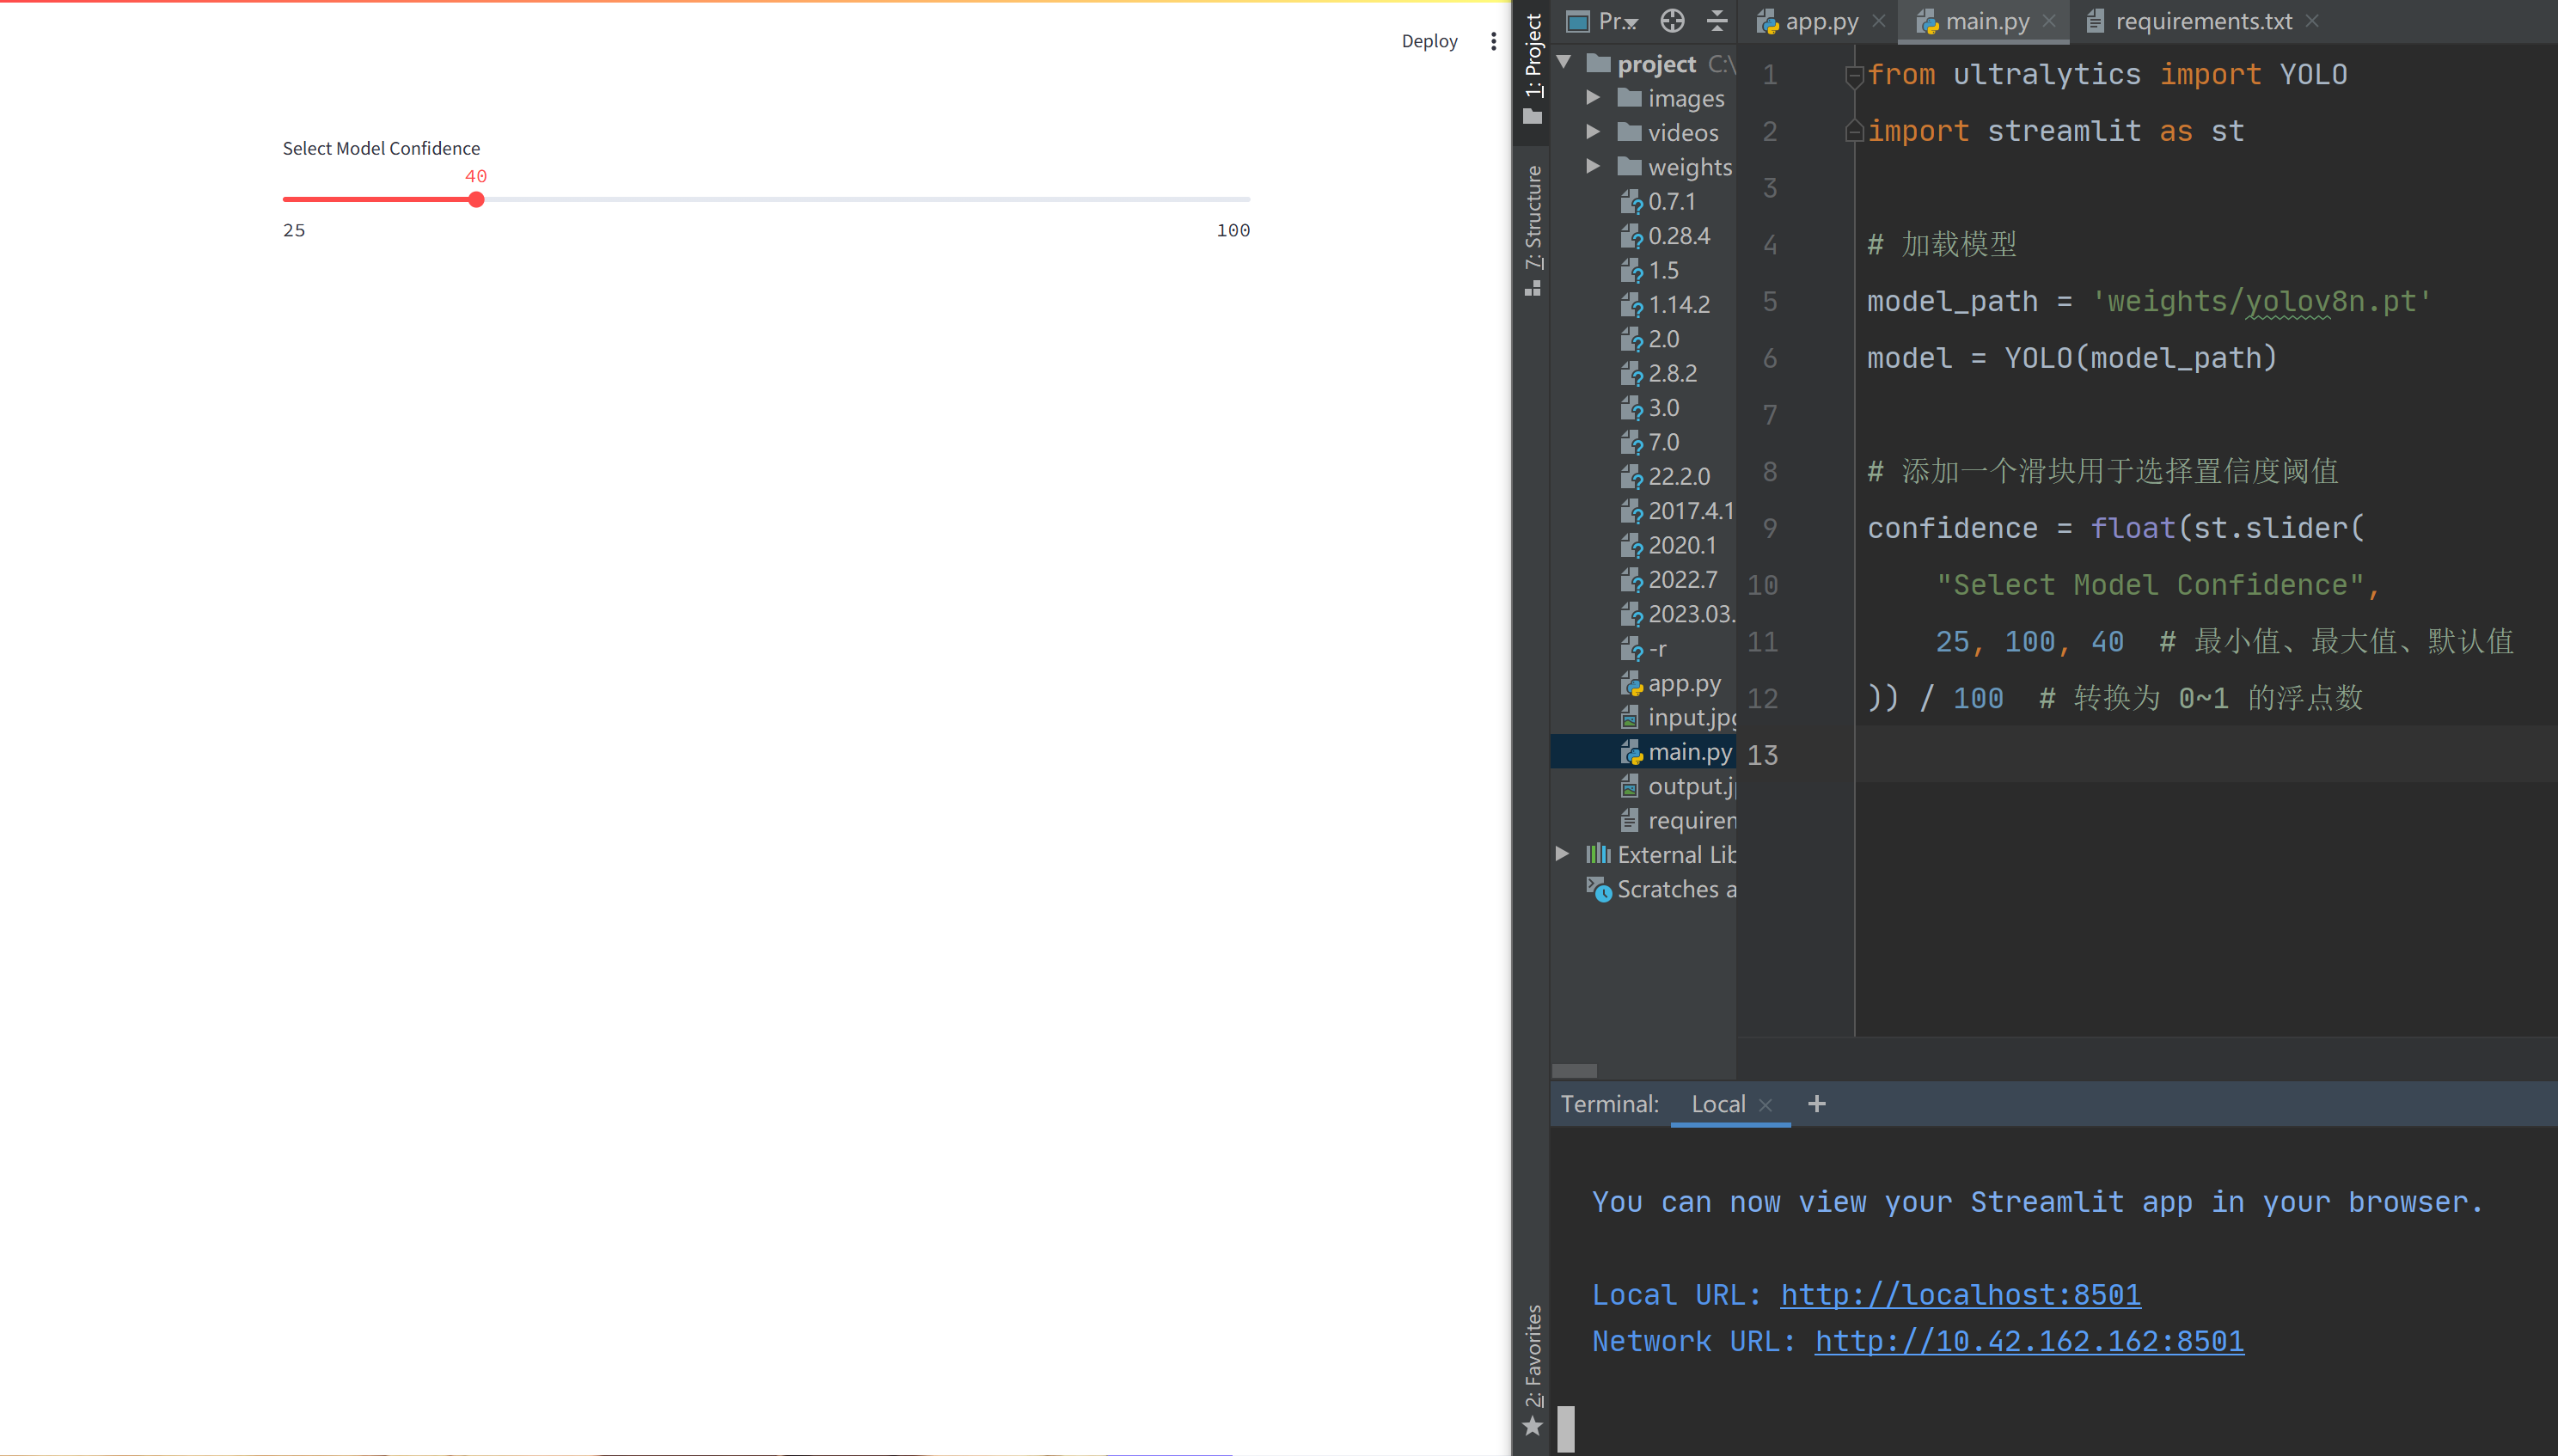 Deploy
Select Model Confidence
40
25
100
1: Project
7: Structure
2: Favorites
Pr...
project C:\
images
videos
weights
0.7.1
0.28.4
1.5
1.14.2
2.0
2.8.2
3.0
7.0
22.2.0
2017.4.1
2020.1
2022.7
2023.03.
-r
app.py
input.jpg
main.py
output.j
requiren
External Lib
Scratches a
app.py
main.py
requirements.txt
1 from ultralytics import YOLO
2 import streamlit as st
3
4 # 加载模型
5 model_path = 'weights/yolov8n.pt'
6 model = YOLO(model_path)
7
8 # 添加一个滑块用于选择置信度阈值
9 confidence = float(st.slider(
10 "Select Model Confidence",
11 25, 100, 40 # 最小值、最大值、默认值
12 )) / 100 # 转换为 0~1 的浮点数
13
Terminal: Local +
You can now view your Streamlit app in your browser.
Local URL: http://localhost:8501
Network URL: http://10.42.162.162:8501